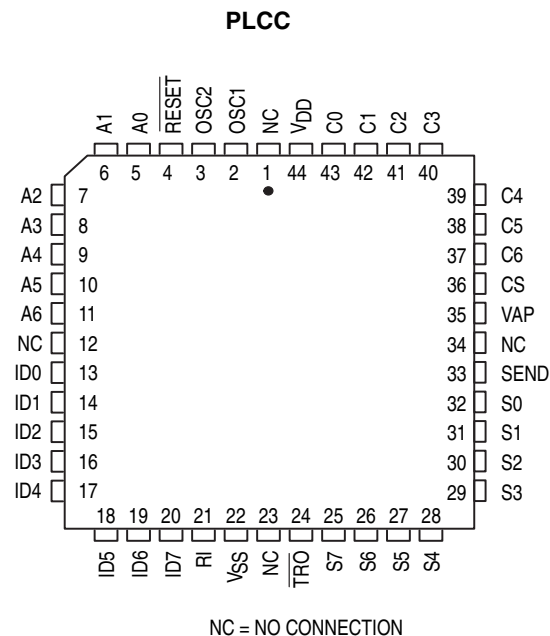 PLCC
A1 A0 RESET OSC2 OSC1 NC VDD C0 C1 C2 C3
6 5 4 3 2 1 44 43 42 41 40
A2 7 39 C4
A3 8 38 C5
A4 9 37 C6
A5 10 36 CS
A6 11 35 VAP
NC 12 34 NC
ID0 13 33 SEND
ID1 14 32 S0
ID2 15 31 S1
ID3 16 30 S2
ID4 17 29 S3
18 19 20 21 22 23 24 25 26 27 28
ID5 ID6 ID7 RI VSS NC TRO S7 S6 S5 S4
NC = NO CONNECTION